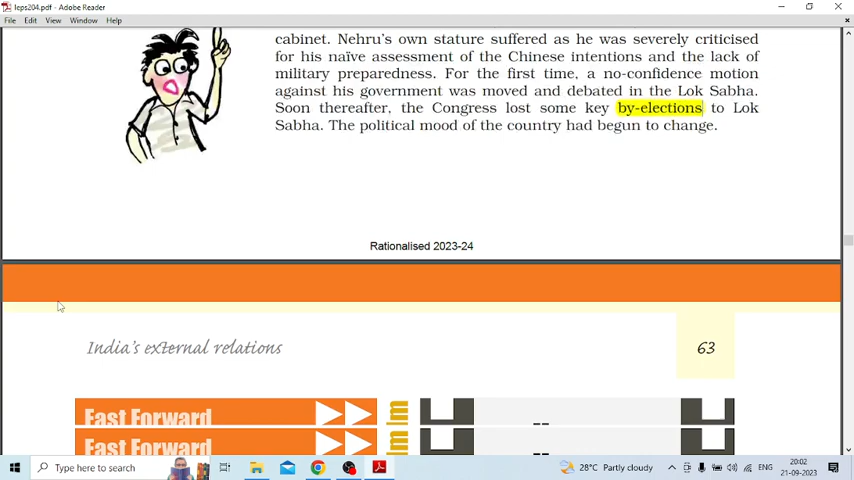 leps204.pdf - Adobe Reader
File Edit View Window Help
cabinet. Nehru's own stature suffered as he was severely criticised
for his naïve assessment of the Chinese intentions and the lack of
military preparedness. For the first time, a no-confidence motion
against his government was moved and debated in the Lok Sabha.
Soon thereafter, the Congress lost some key by-elections to Lok
Sabha. The political mood of the country had begun to change.
Rationalised 2023-24
India's external relations
63
Fast Forward
Fast Forward
Type here to search
28°C Partly cloudy
ENG
20:02
21-09-2023